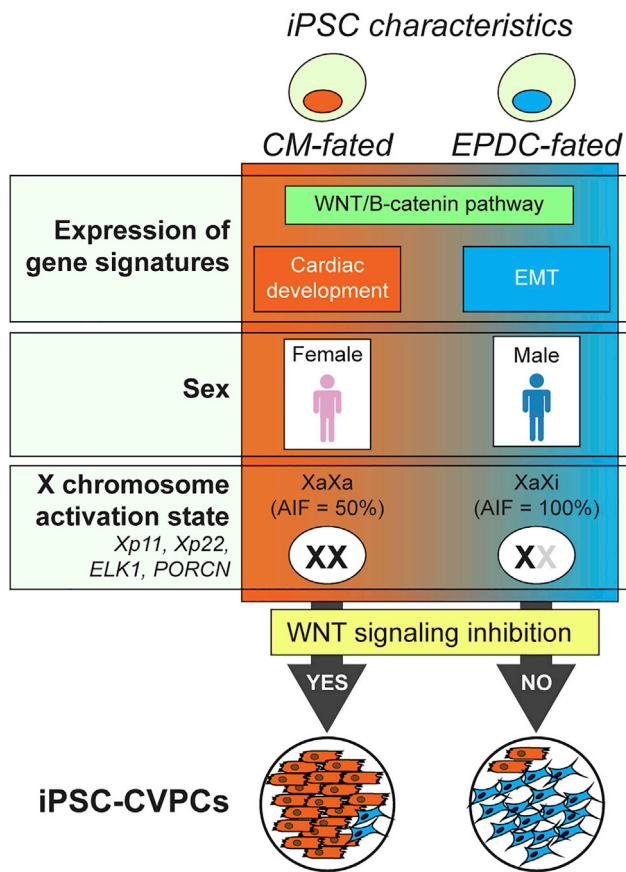 iPSC characteristics
CM-fated
EPDC-fated
Expression of
gene signatures
WNT/B-catenin pathway
Cardiac
development
EMT
Sex
Female
Male
X chromosome
activation state
Xp11, Xp22,
ELK1, PORCN
XaXa
(AIF = 50%)
XX
XaXi
(AIF = 100%)
XX
WNT signaling inhibition
YES
NO
iPSC-CVPCs